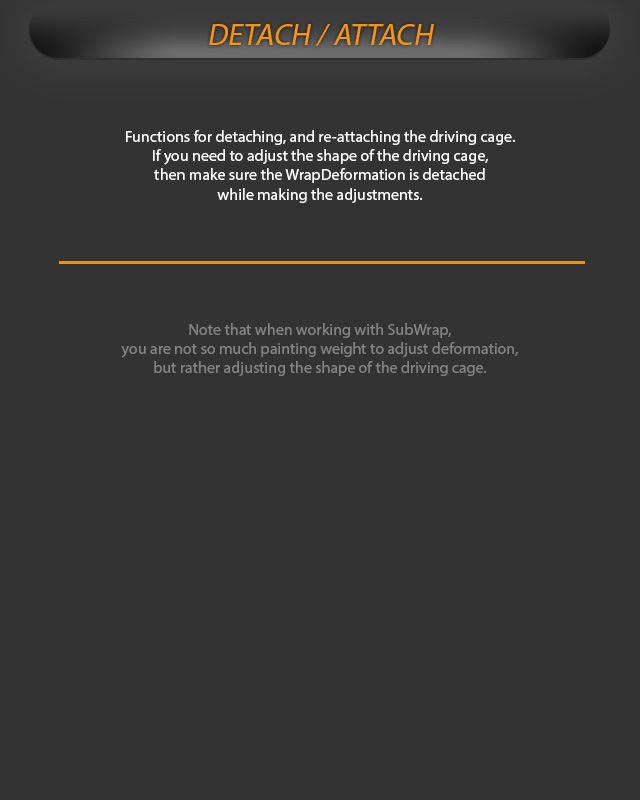 DETACH / ATTACH
Functions for detaching, and re-attaching the driving cage.
If you need to adjust the shape of the driving cage,
then make sure the WrapDeformation is detached
while making the adjustments.
Note that when working with SubWrap,
you are not so much painting weight to adjust deformation,
but rather adjusting the shape of the driving cage.